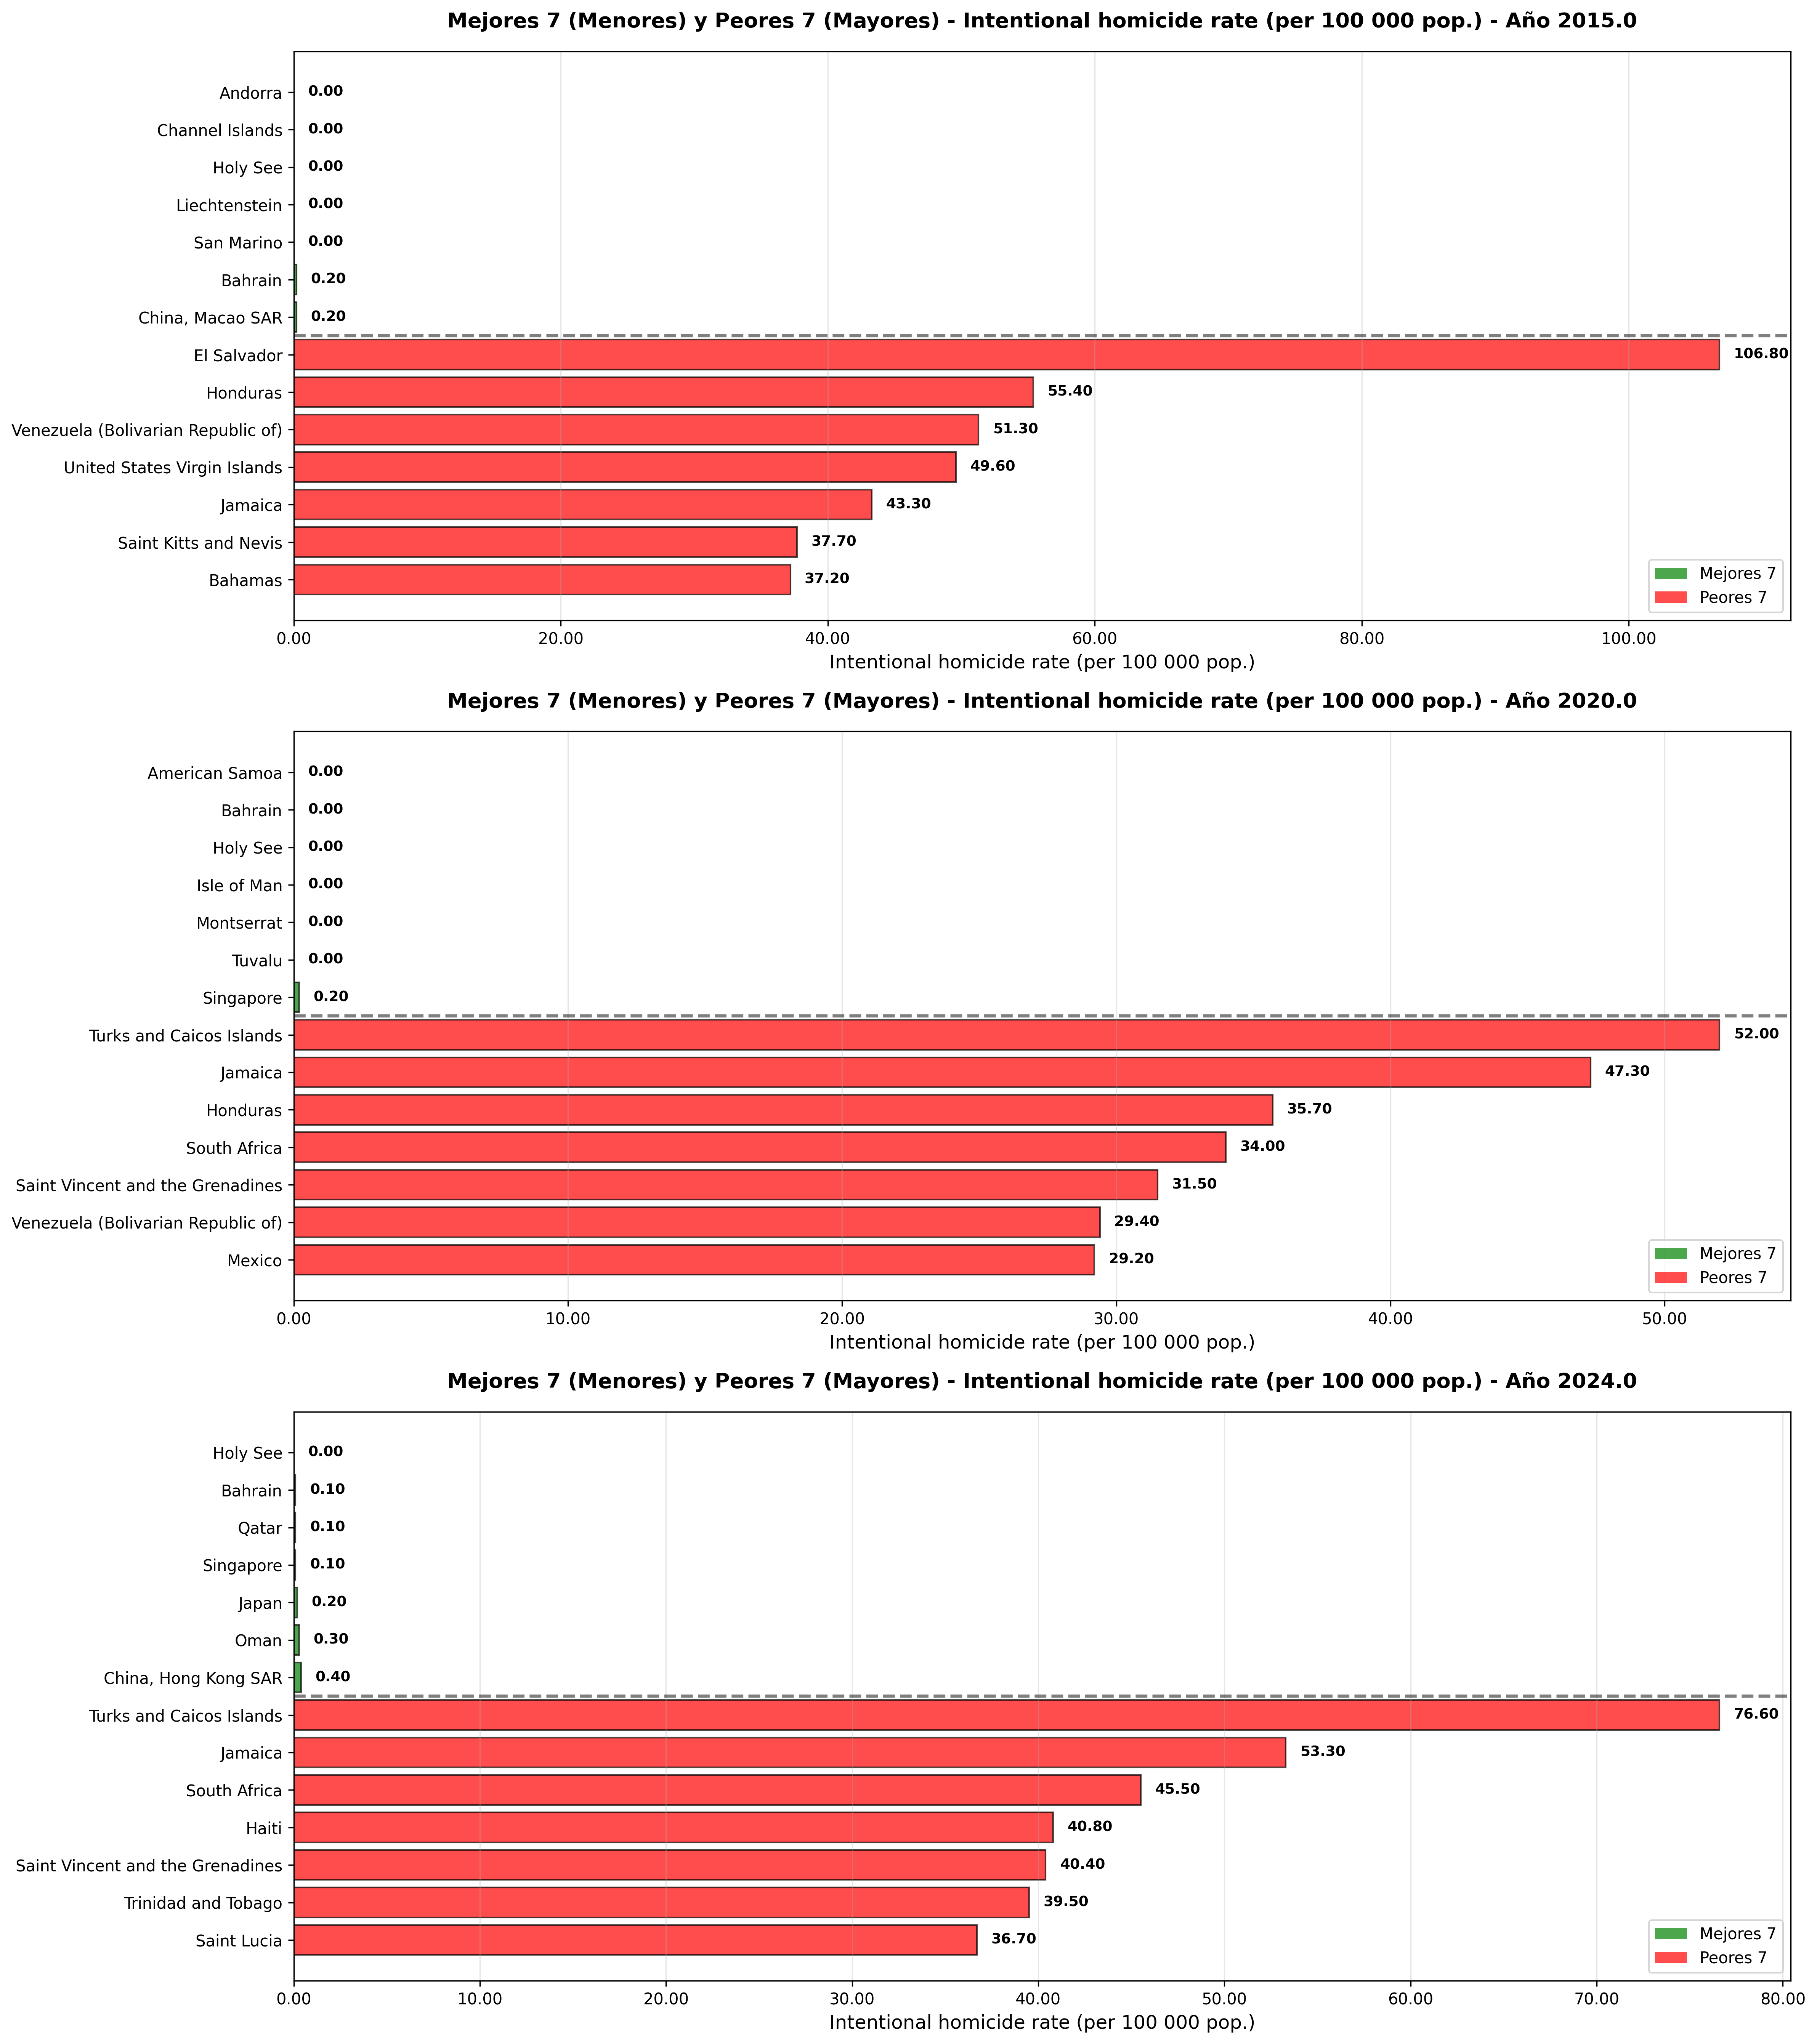 Mejores 7 (Menores) y Peores 7 (Mayores) - Intentional homicide rate (per 100 000 pop.) - Año 2015.0
Andorra 0.00
Channel Islands 0.00
Holy See 0.00
Liechtenstein 0.00
San Marino 0.00
Bahrain 0.20
China, Macao SAR 0.20
El Salvador 106.80
Honduras 55.40
Venezuela (Bolivarian Republic of) 51.30
United States Virgin Islands 49.60
Jamaica 43.30
Saint Kitts and Nevis 37.70
Bahamas 37.20
Mejores 7
Peores 7
0.00 20.00 40.00 60.00 80.00 100.00
Intentional homicide rate (per 100 000 pop.)
Mejores 7 (Menores) y Peores 7 (Mayores) - Intentional homicide rate (per 100 000 pop.) - Año 2020.0
American Samoa 0.00
Bahrain 0.00
Holy See 0.00
Isle of Man 0.00
Montserrat 0.00
Tuvalu 0.00
Singapore 0.20
Turks and Caicos Islands 52.00
Jamaica 47.30
Honduras 35.70
South Africa 34.00
Saint Vincent and the Grenadines 31.50
Venezuela (Bolivarian Republic of) 29.40
Mexico 29.20
Mejores 7
Peores 7
0.00 10.00 20.00 30.00 40.00 50.00
Intentional homicide rate (per 100 000 pop.)
Mejores 7 (Menores) y Peores 7 (Mayores) - Intentional homicide rate (per 100 000 pop.) - Año 2024.0
Holy See 0.00
Bahrain 0.10
Qatar 0.10
Singapore 0.10
Japan 0.20
Oman 0.30
China, Hong Kong SAR 0.40
Turks and Caicos Islands 76.60
Jamaica 53.30
South Africa 45.50
Haiti 40.80
Saint Vincent and the Grenadines 40.40
Trinidad and Tobago 39.50
Saint Lucia 36.70
Mejores 7
Peores 7
0.00 10.00 20.00 30.00 40.00 50.00 60.00 70.00 80.00
Intentional homicide rate (per 100 000 pop.)